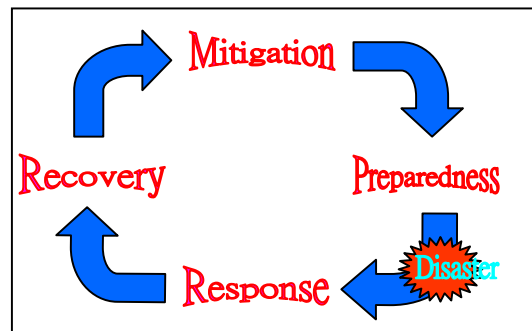 Mitigation
Recovery
Preparedness
Disaster
Response